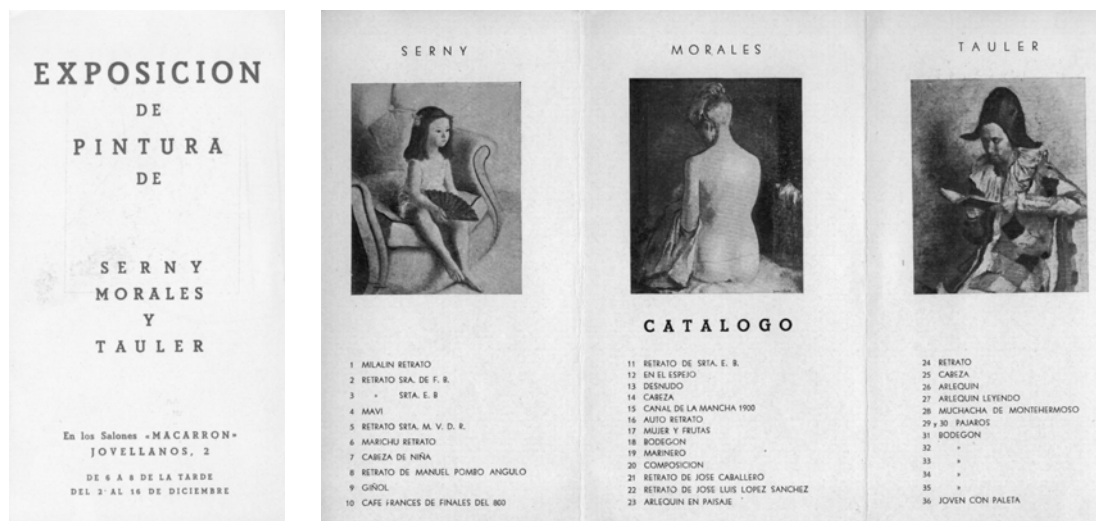 EXPOSICION
DE
PINTURA
DE
SERNY
MORALES
Y
TAULER
En los Salones «MACARRON»
JOVELLANOS, 2
DE 6 A 8 DE LA TARDE
DEL 2 AL 16 DE DICIEMBRE
SERNY
1 MILALIN RETRATO
2 RETRATO SRA. DE F. B.
3 " SRTA. E. B
4 MAVI
5 RETRATO SRTA. M. V. D. R.
6 MARICHU RETRATO
7 CABEZA DE NIÑA
8 RETRATO DE MANUEL POMBO ANGULO
9 GIÑOL
10 CAFE FRANCES DE FINALES DEL 800
MORALES
CATALOGO
11 RETRATO DE SRTA. E. B.
12 EN EL ESPEJO
13 DESNUDO
14 CABEZA
15 CANAL DE LA MANCHA 1900
16 AUTO RETRATO
17 MUJER Y FRUTAS
18 BODEGON
19 MARINERO
20 COMPOSICION
21 RETRATO DE JOSE CABALLERO
22 RETRATO DE JOSE LUIS LOPEZ SANCHEZ
23 ARLEQUIN EN PAISAJE
TAULER
24 RETRATO
25 CABEZA
26 ARLEQUIN
27 ARLEQUIN LEYENDO
28 MUCHACHA DE MONTEHERMOSO
29 y 30 PAJAROS
31 BODEGON
32 "
33 "
34 "
35 "
36 JOVEN CON PALETA